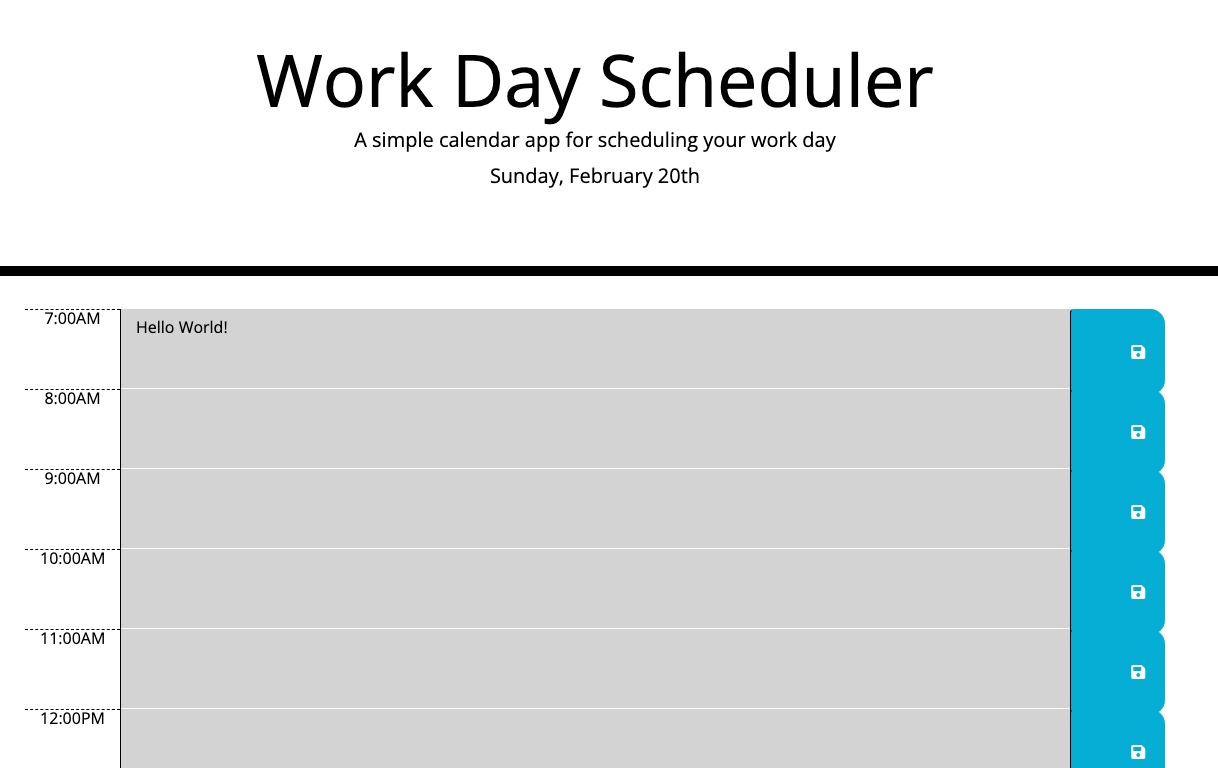 Work Day Scheduler
A simple calendar app for scheduling your work day
Sunday, February 20th
7:00AM
Hello World!
8:00AM
9:00AM
10:00AM
11:00AM
12:00PM